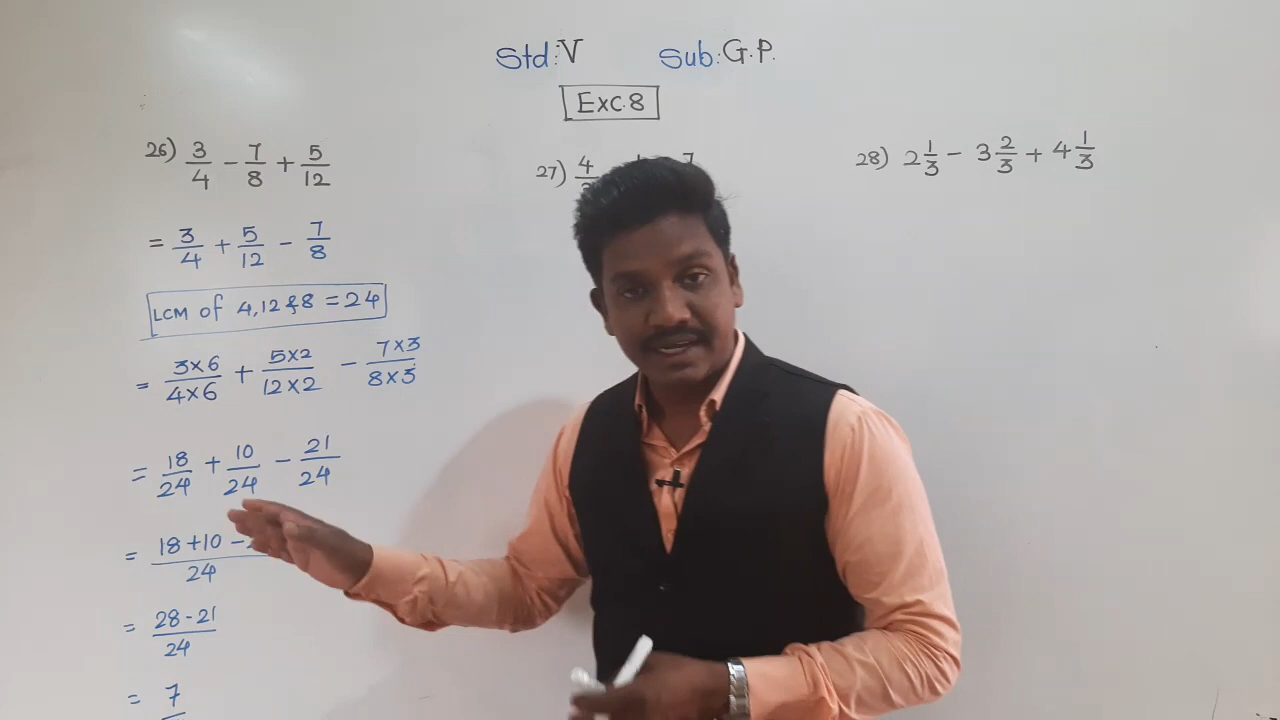 Std: V Sub: G.P.
Exc.8
26) 3/4 - 7/8 + 5/12
= 3/4 + 5/12 - 7/8
LCM of 4,12 & 8 = 24
= 3×6/4×6 + 5×2/12×2 - 7×3/8×3
= 18/24 + 10/24 - 21/24
= 18+10-
24
= 28-21/24
= 7
27) 4/
7
28) 2 1/3 - 3 2/3 + 4 1/3